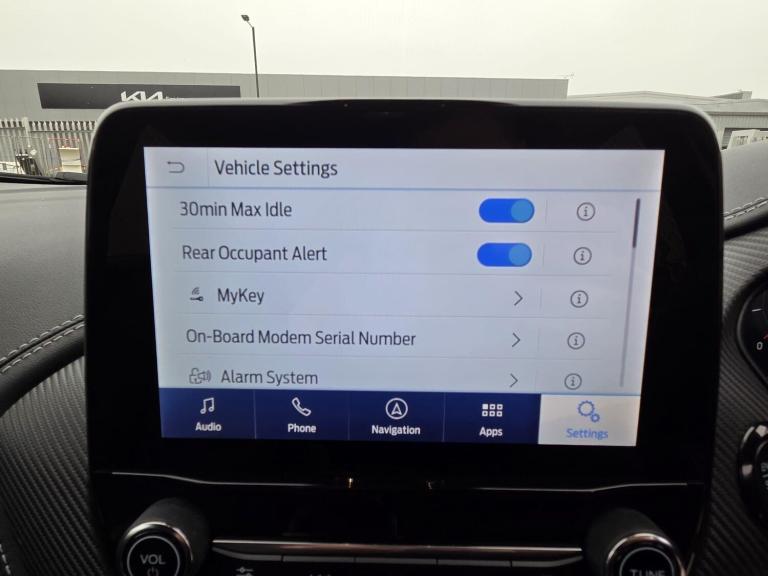 KIA
Vehicle Settings
30min Max Idle
Rear Occupant Alert
MyKey
On-Board Modem Serial Number
Alarm System
Audio
Phone
Navigation
Apps
Settings
VOL
TUNE
0